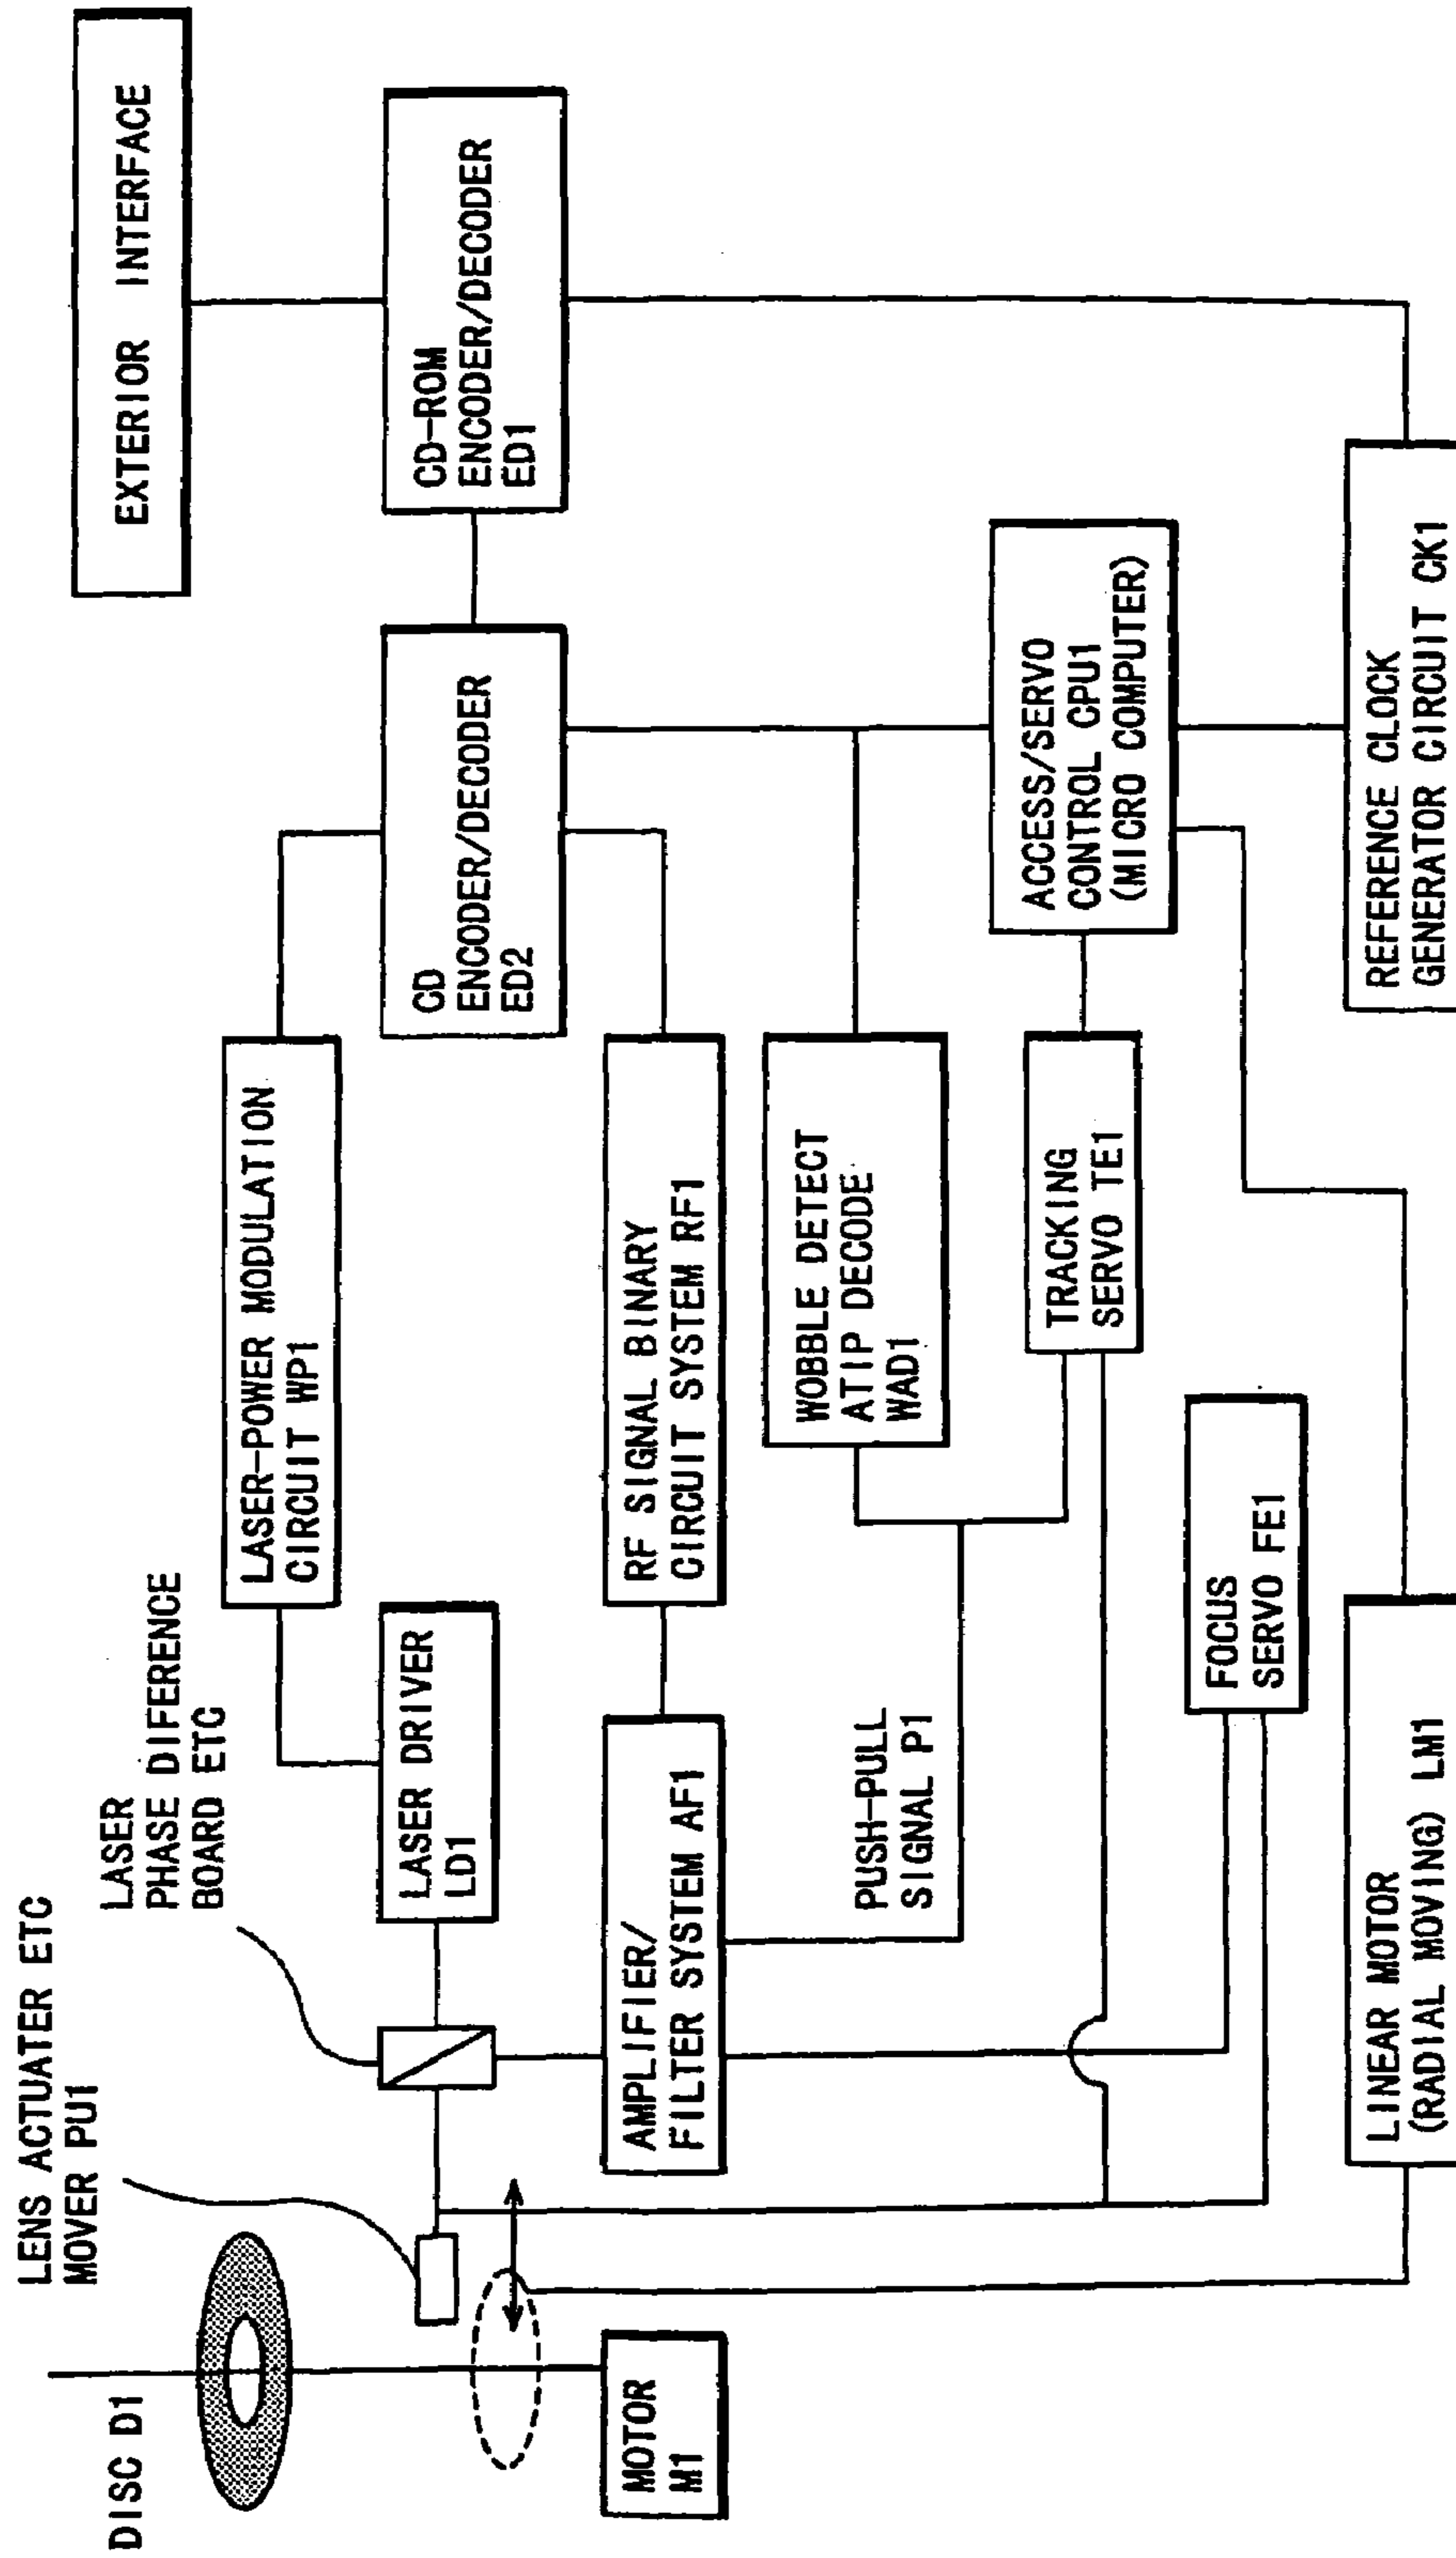 DISC D1
LENS ACTUATER ETC
MOVER PU1
LASER
PHASE DIFERENCE
BOARD ETC
EXTERIOR INTERFACE
LASER-POWER MODULATION
CIRCUIT WP1
LASER DRIVER
LD1
CD
ENCODER/DECODER
ED2
CD-ROM
ENCODER/DECODER
ED1
MOTOR
M1
AMPLIFIER/
FILTER SYSTEM AF1
RF SIGNAL BINARY
CIRCUIT SYSTEM RF1
PUSH-PULL
SIGNAL P1
WOBBLE DETECT
ATIP DECODE
WAD1
TRACKING
SERVO TE1
ACCESS/SERVO
CONTROL CPU1
(MICRO COMPUTER)
FOCUS
SERVO FE1
LINEAR MOTOR
(RADIAL MOVING) LM1
REFERENCE CLOCK
GENERATOR CIRCUIT CK1